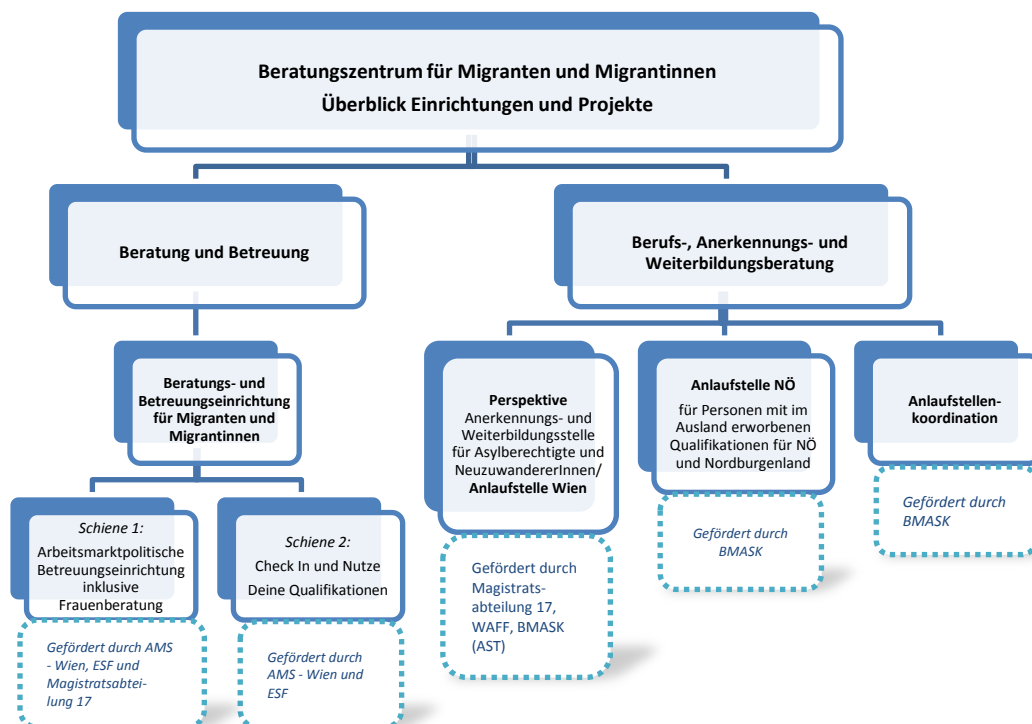 Beratungszentrum für Migranten und Migrantinnen
Überblick Einrichtungen und Projekte
Beratung und Betreuung
Berufs-, Anerkennungs- und
Weiterbildungsberatung
Beratungs- und
Betreuungseinrichtung
für Migranten und
Migrantinnen
Perspektive
Anerkennungs- und
Weiterbildungsstelle
für Asylberechtigte und
NeuzuwandererInnen/
Anlaufstelle Wien
Anlaufstelle NÖ
für Personen mit im
Ausland erworbenen
Qualifikationen für NÖ
und Nordburgenland
Anlaufstellen-
koordination
Schiene 1:
Arbeitsmarktpolitische
Betreuungseinrichtung
inklusive
Frauenberatung
Schiene 2:
Check In und Nutze
Deine Qualifikationen
Gefördert durch AMS
- Wien, ESF und
Magistratsabtei-
lung 17
Gefördert durch
AMS - Wien und
ESF
Gefördert durch
Magistrats-
abteilung 17,
WAFF, BMASK
(AST)
Gefördert durch
BMASK
Gefördert durch
BMASK